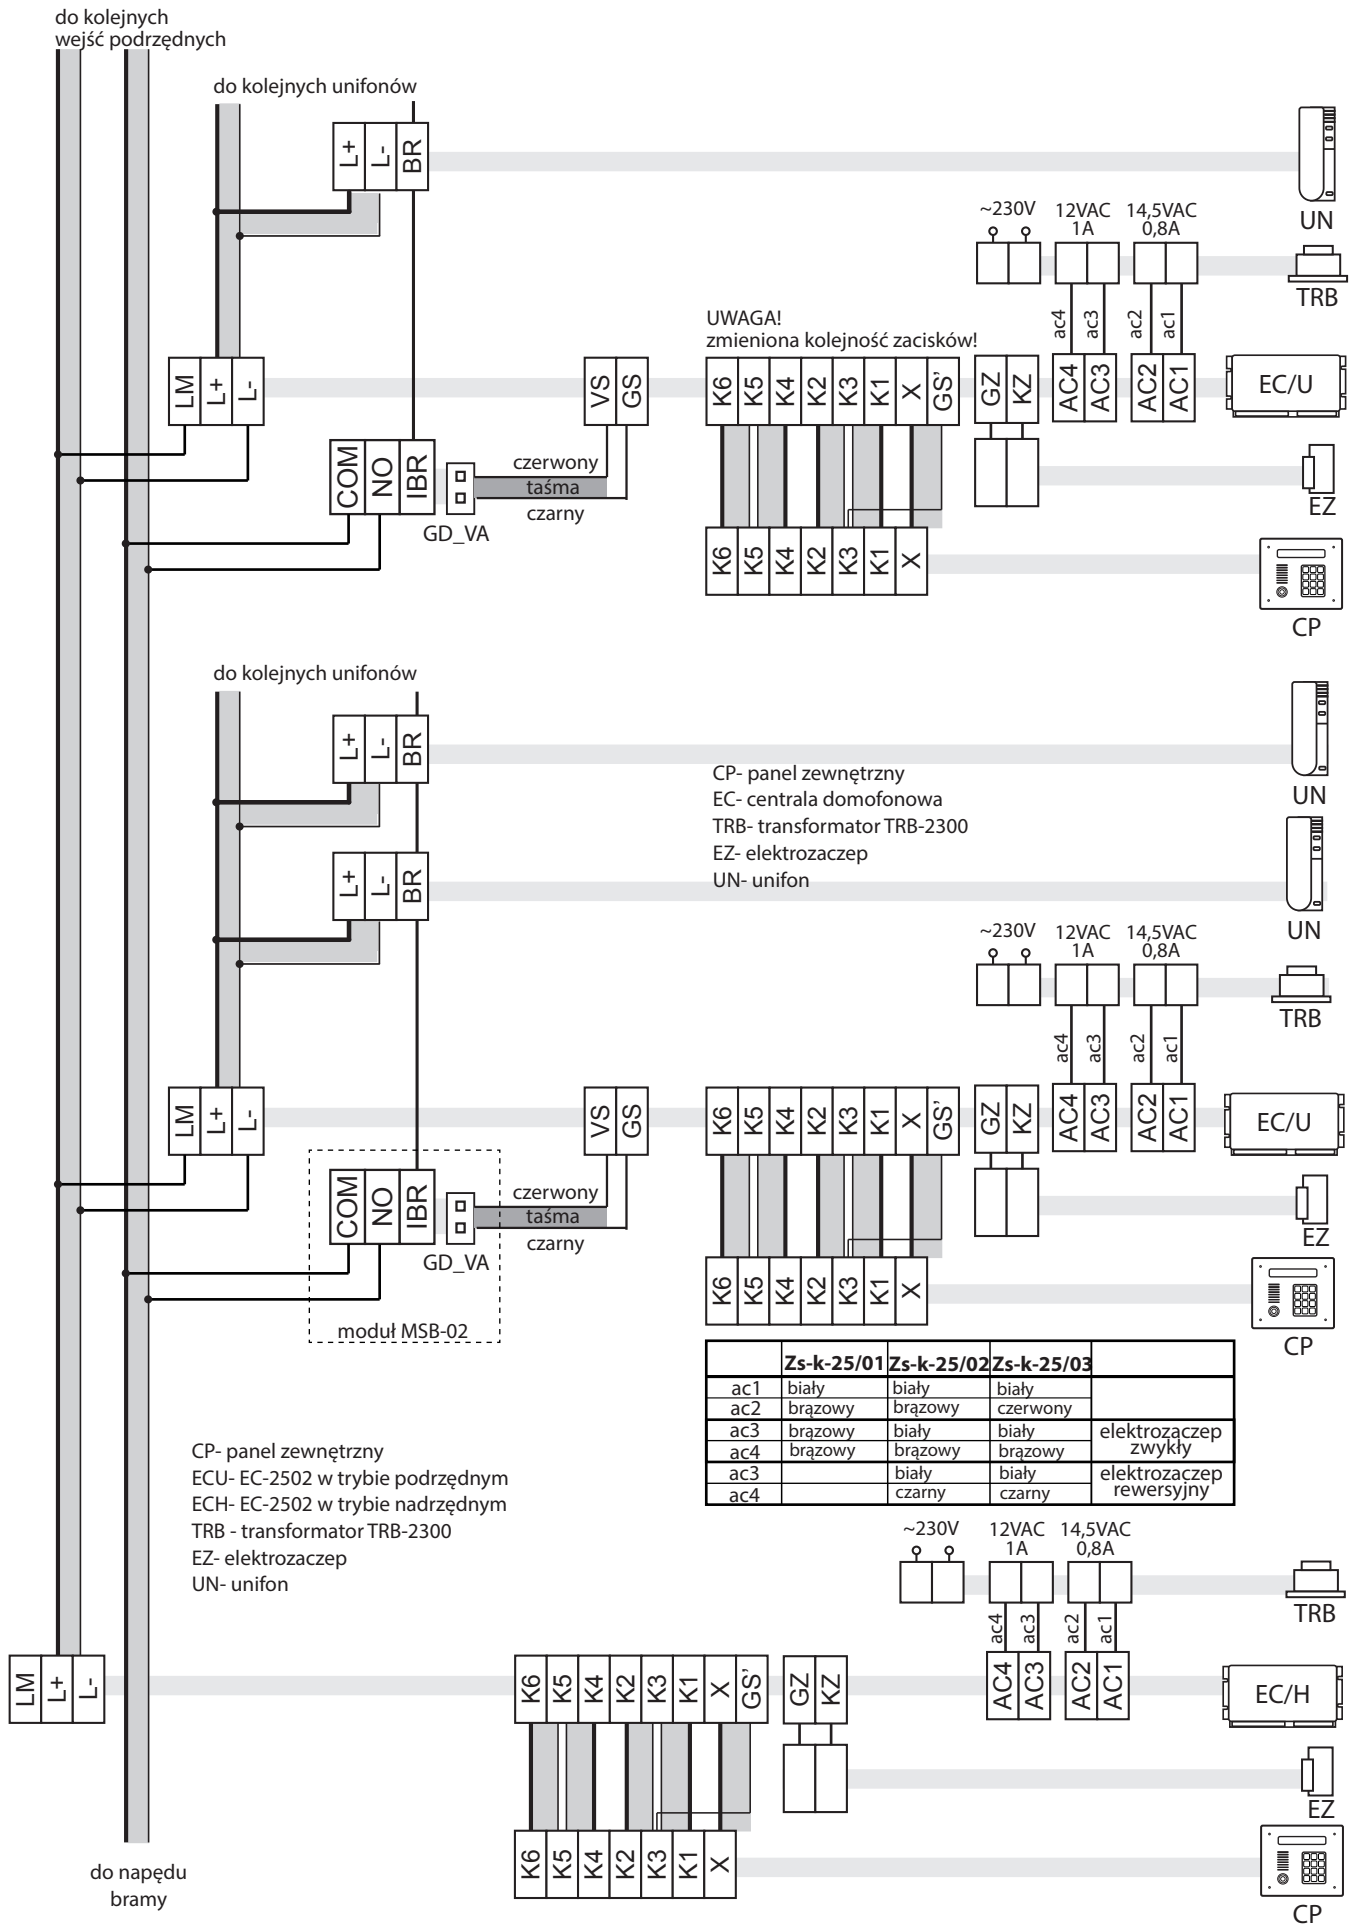 do kolejnych
wejść podrzędnych
do kolejnych unifonów
L+ L- BR
UN
~230V 12VAC 14,5VAC
1A 0,8A
TRB
ac4 ac3 ac2 ac1
UWAGA!
zmieniona kolejność zacisków!
LM L+ L-
VS GS
K6 K5 K4 K2 K3 K1 X GS'
GZ KZ
AC4 AC3 AC2 AC1
EC/U
COM NO IBR
czerwony
taśma
czarny
GD_VA
EZ
K6 K5 K4 K2 K3 K1 X
CP
do kolejnych unifonów
L+ L- BR
UN
CP- panel zewnętrzny
EC- centrala domofonowa
TRB- transformator TRB-2300
EZ- elektrozaczep
UN- unifon
L+ L- BR
UN
~230V 12VAC 14,5VAC
1A 0,8A
TRB
ac4 ac3 ac2 ac1
LM L+ L-
VS GS
K6 K5 K4 K2 K3 K1 X GS'
GZ KZ
AC4 AC3 AC2 AC1
EC/U
COM NO IBR
czerwony
taśma
czarny
GD_VA
EZ
moduł MSB-02
K6 K5 K4 K2 K3 K1 X
CP
Zs-k-25/01 Zs-k-25/02 Zs-k-25/03
ac1 biały biały biały
ac2 brązowy brązowy czerwony
ac3 brązowy biały biały elektrozaczep
ac4 brązowy brązowy brązowy zwykły
ac3 biały biały elektrozaczep
ac4 czarny czarny rewersyjny
CP- panel zewnętrzny
ECU- EC-2502 w trybie podrzędnym
ECH- EC-2502 w trybie nadrzędnym
TRB - transformator TRB-2300
EZ- elektrozaczep
UN- unifon
~230V 12VAC 14,5VAC
1A 0,8A
TRB
ac4 ac3 ac2 ac1
LM L+ L-
K6 K5 K4 K2 K3 K1 X GS'
GZ KZ
AC4 AC3 AC2 AC1
EC/H
EZ
K6 K5 K4 K2 K3 K1 X
CP
do napędu
bramy